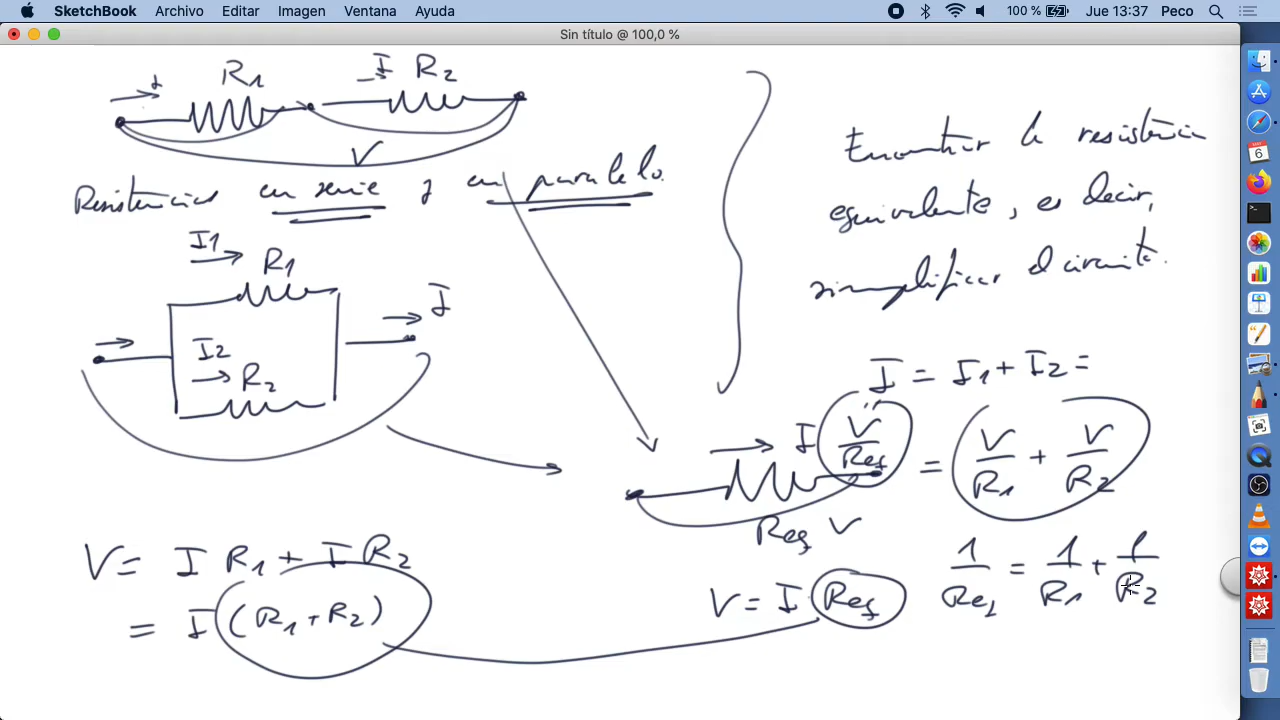 SketchBook Archivo Editar Imagen Ventana Ayuda 100 % Jue 13:37 Peco
Sin título @ 100,0 %
I R1 I R2
V
Resistencias en serie y en paralelo.
Encontrar la resistencia
equivalente, es decir,
simplificar el circuito.
I1
R1
I
I2
R2
I = I1 + I2 =
I V/Req = V/R1 + V/R2
Req V
V = I R1 + I R2
= I (R1 + R2)
V = I Req
1/Req = 1/R1 + 1/R2
SET
6